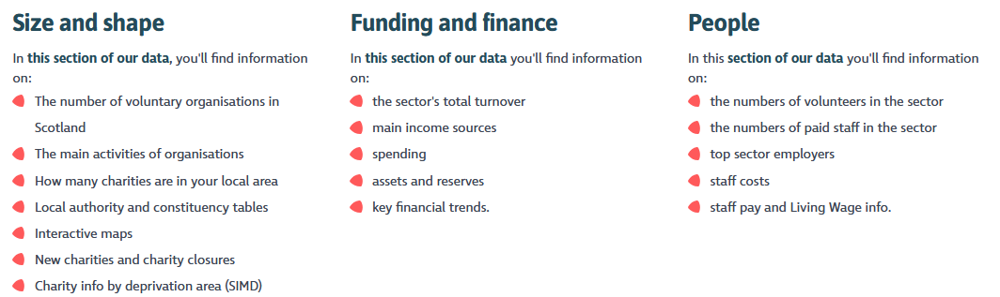 Size and shape
In this section of our data, you'll find information
on:
The number of voluntary organisations in
Scotland
The main activities of organisations
How many charities are in your local area
Local authority and constituency tables
Interactive maps
New charities and charity closures
Charity info by deprivation area (SIMD)
Funding and finance
In this section of our data you'll find information
on:
the sector's total turnover
main income sources
spending
assets and reserves
key financial trends.
People
In this section of our data you'll find information
on:
the numbers of volunteers in the sector
the numbers of paid staff in the sector
top sector employers
staff costs
staff pay and Living Wage info.